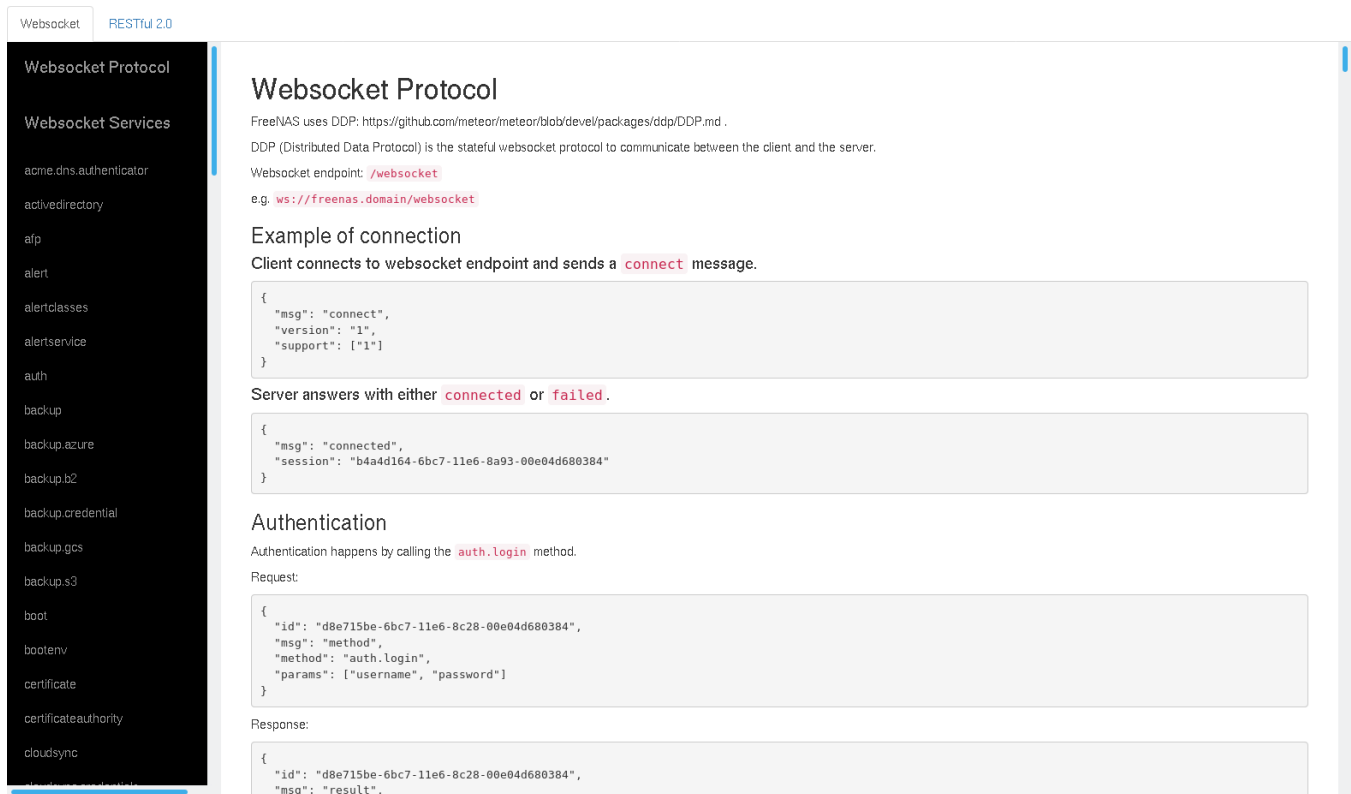 Websocket
RESTful 2.0
Websocket Protocol
Websocket Services
acme.dns.authenticator
activedirectory
afp
alert
alertclasses
alertservice
auth
backup
backup.azure
backup.b2
backup.credential
backup.gcs
backup.s3
boot
bootenv
certificate
certificateauthority
cloudsync
cloudsync.credentials
Websocket Protocol
FreeNAS uses DDP: https://github.com/meteor/meteor/blob/devel/packages/ddp/DDP.md .
DDP (Distributed Data Protocol) is the stateful websocket protocol to communicate between the client and the server.
Websocket endpoint: /websocket
e.g. ws://freenas.domain/websocket
Example of connection
Client connects to websocket endpoint and sends a connect message.
{
  "msg": "connect",
  "version": "1",
  "support": ["1"]
}
Server answers with either connected or failed.
{
  "msg": "connected",
  "session": "b4a4d164-6bc7-11e6-8a93-00e04d680384"
}
Authentication
Authentication happens by calling the auth.login method.
Request:
{
  "id": "d8e715be-6bc7-11e6-8c28-00e04d680384",
  "msg": "method",
  "method": "auth.login",
  "params": ["username", "password"]
}
Response:
{
  "id": "d8e715be-6bc7-11e6-8c28-00e04d680384",
  "msg": "result",